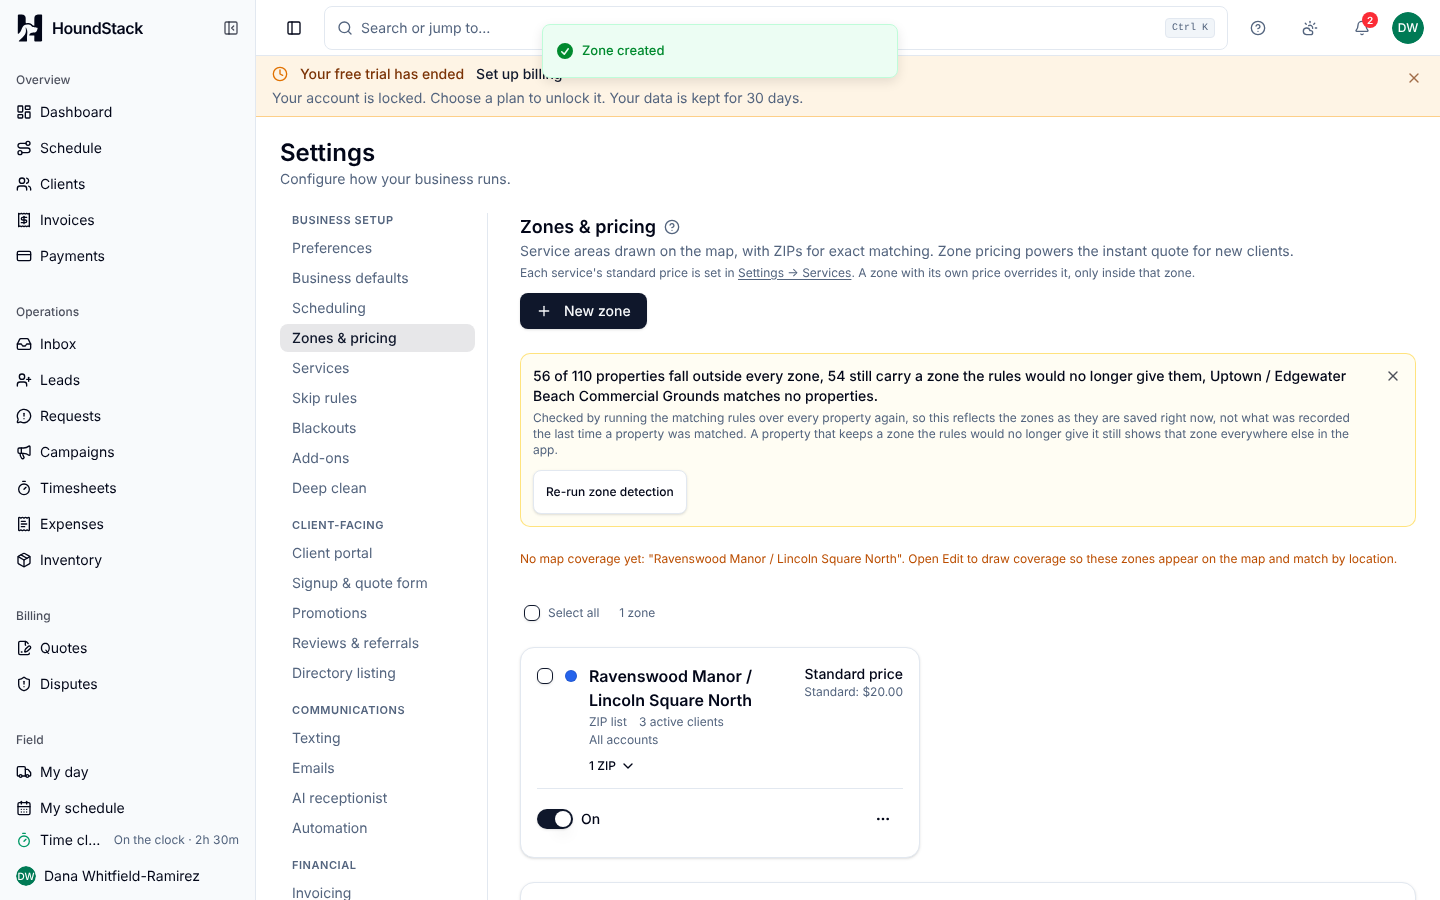 HoundStack
Search or jump to...
Ctrl K
2
DW
Zone created
Your free trial has ended Set up billing
Your account is locked. Choose a plan to unlock it. Your data is kept for 30 days.
Overview
Dashboard
Schedule
Clients
Invoices
Payments
Operations
Inbox
Leads
Requests
Campaigns
Timesheets
Expenses
Inventory
Billing
Quotes
Disputes
Field
My day
My schedule
Time cl... On the clock · 2h 30m
DW Dana Whitfield-Ramirez
Settings
Configure how your business runs.
BUSINESS SETUP
Preferences
Business defaults
Scheduling
Zones & pricing
Services
Skip rules
Blackouts
Add-ons
Deep clean
CLIENT-FACING
Client portal
Signup & quote form
Promotions
Reviews & referrals
Directory listing
COMMUNICATIONS
Texting
Emails
AI receptionist
Automation
FINANCIAL
Invoicing
Zones & pricing
Service areas drawn on the map, with ZIPs for exact matching. Zone pricing powers the instant quote for new clients.
Each service's standard price is set in Settings → Services. A zone with its own price overrides it, only inside that zone.
New zone
56 of 110 properties fall outside every zone, 54 still carry a zone the rules would no longer give them, Uptown / Edgewater
Beach Commercial Grounds matches no properties.
Checked by running the matching rules over every property again, so this reflects the zones as they are saved right now, not what was recorded
the last time a property was matched. A property that keeps a zone the rules would no longer give it still shows that zone everywhere else in the
app.
Re-run zone detection
No map coverage yet: "Ravenswood Manor / Lincoln Square North". Open Edit to draw coverage so these zones appear on the map and match by location.
Select all 1 zone
Ravenswood Manor /
Lincoln Square North
Standard price
Standard: $20.00
ZIP list 3 active clients
All accounts
1 ZIP
On